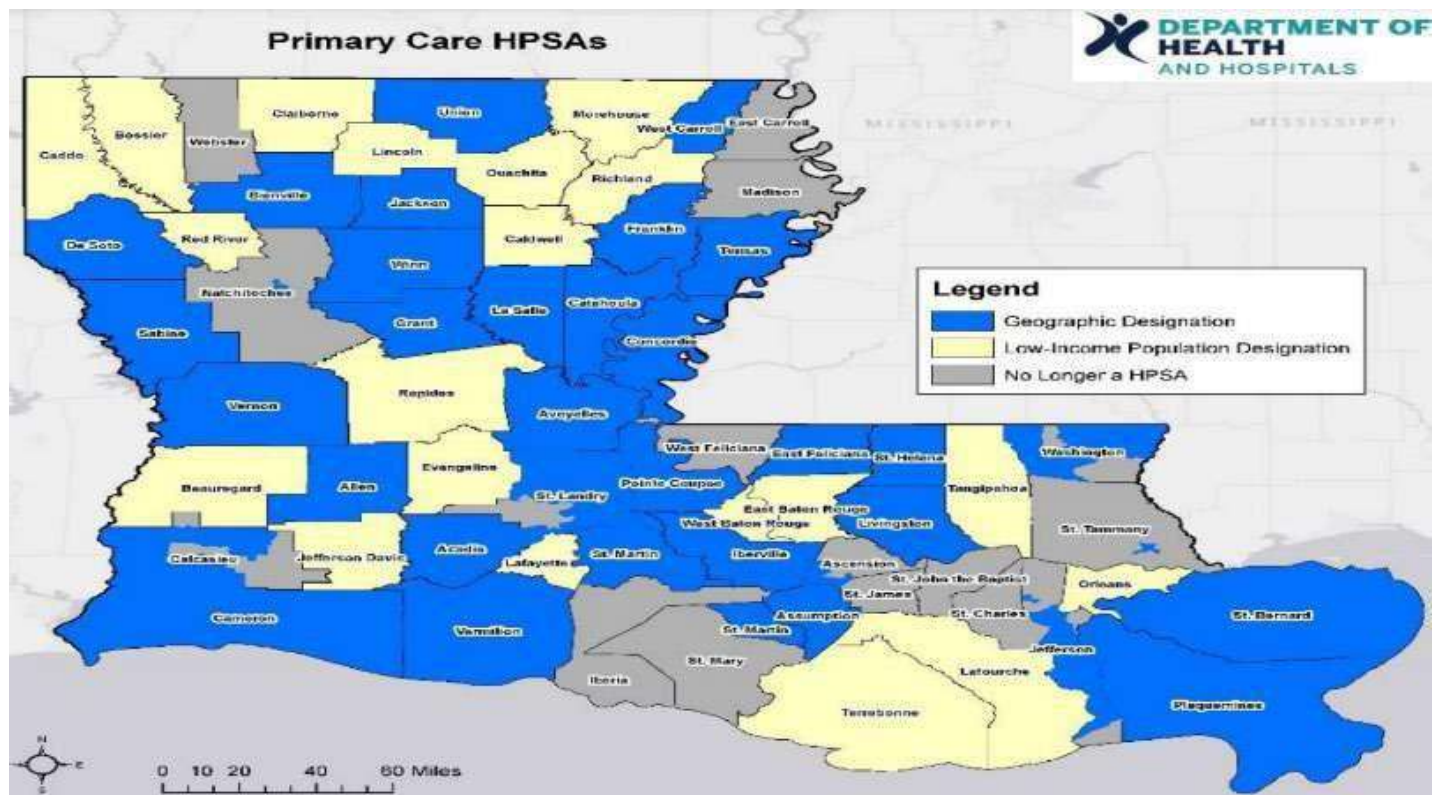 Primary Care HPSAs
DEPARTMENT OF
HEALTH
AND HOSPITALS
Claiborne
Union
Morehouse
West Carroll
East Carroll
MISSISSIPPI
MISSISSIPPI
Bossier
Webster
Caddo
Lincoln
Ouachita
Richland
Madison
Bienville
Jackson
Franklin
De Soto
Red River
Caldwell
Tensas
Winn
Natchitoches
La Salle
Catahoula
Grant
Sabine
Concordia
Legend
Geographic Designation
Low-Income Population Designation
No Longer a HPSA
Rapides
Vernon
Avoyelles
West Feliciana
East Feliciana
St. Helena
Washington
Evangeline
Beauregard
Allen
Pointe Coupee
Tangipahoa
St. Landry
East Baton Rouge
West Baton Rouge
Livingston
St. Tammany
Calcasieu
Jefferson Davis
Acadia
Lafayette
St. Martin
Iberville
Ascension
St. John the Baptist
Orleans
St. James
St. Charles
Cameron
Vermilion
Assumption
St. Martin
St. Bernard
Jefferson
St. Mary
Iberia
Lafourche
Terrebonne
Plaquemines
N
E
S
0 10 20 40 60 Miles